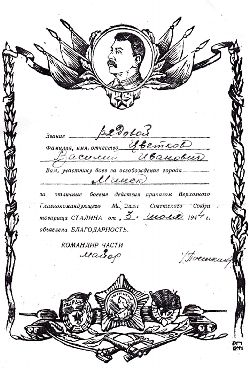 Звание рядовой
Фамилия, имя, отчество Цветков
Василий Иванович
Вам, участнику боев за освобождение города
Минск
за отличные боевые действия приказом Верховного
Главнокомандующего Маршала Советского Союза
товарища СТАЛИНА от 3 июля 1944 г.
объявлена БЛАГОДАРНОСТЬ.
КОМАНДИР ЧАСТИ
майор